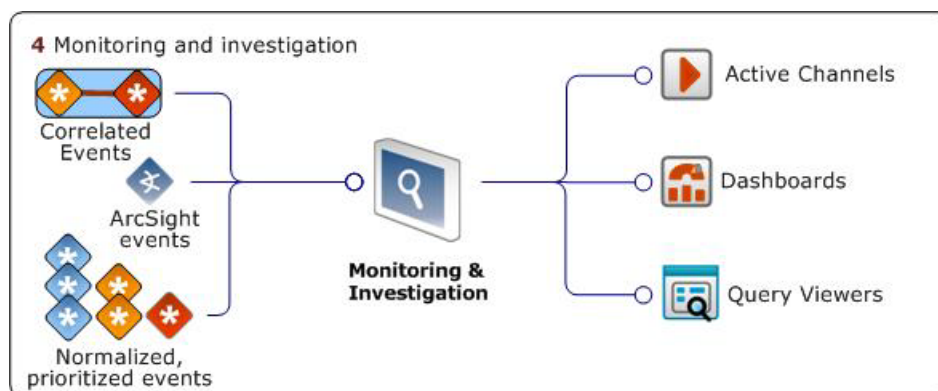 4 Monitoring and investigation
Correlated
Events
ArcSight
events
Normalized,
prioritized events
Monitoring &
Investigation
Active Channels
Dashboards
Query Viewers